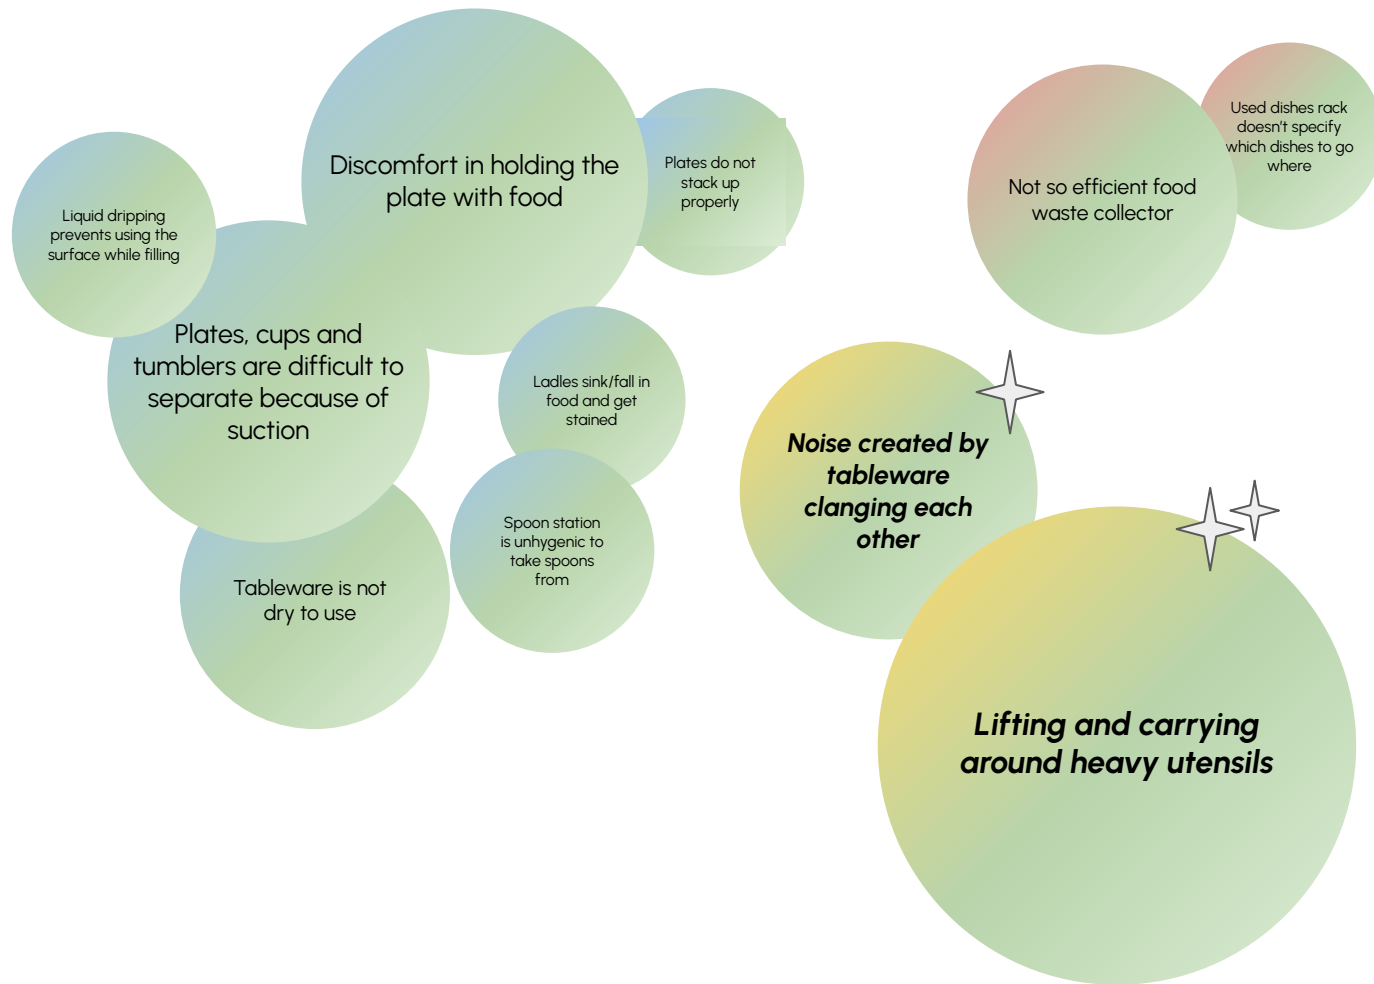 Discomfort in holding the
plate with food
Plates do not
stack up
properly
Liquid dripping
prevents using the
surface while filling
Plates, cups and
tumblers are difficult to
separate because of
suction
Ladles sink/fall in
food and get
stained
Spoon station
is unhygenic to
take spoons
from
Tableware is not
dry to use
Used dishes rack
doesn't specify
which dishes to go
where
Not so efficient food
waste collector
Noise created by
tableware
clanging each
other
Lifting and carrying
around heavy utensils